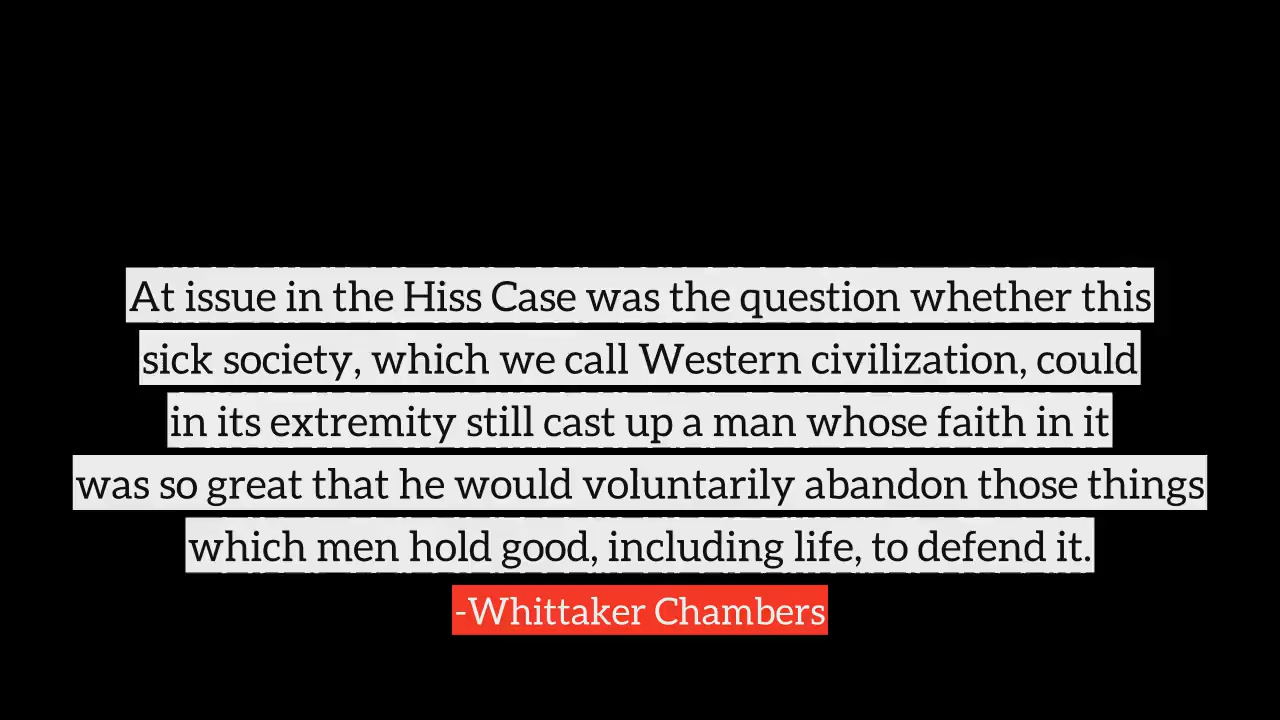 At issue in the Hiss Case was the question whether this
sick society, which we call Western civilization, could
in its extremity still cast up a man whose faith in it
was so great that he would voluntarily abandon those things
which men hold good, including life, to defend it.
-Whittaker Chambers